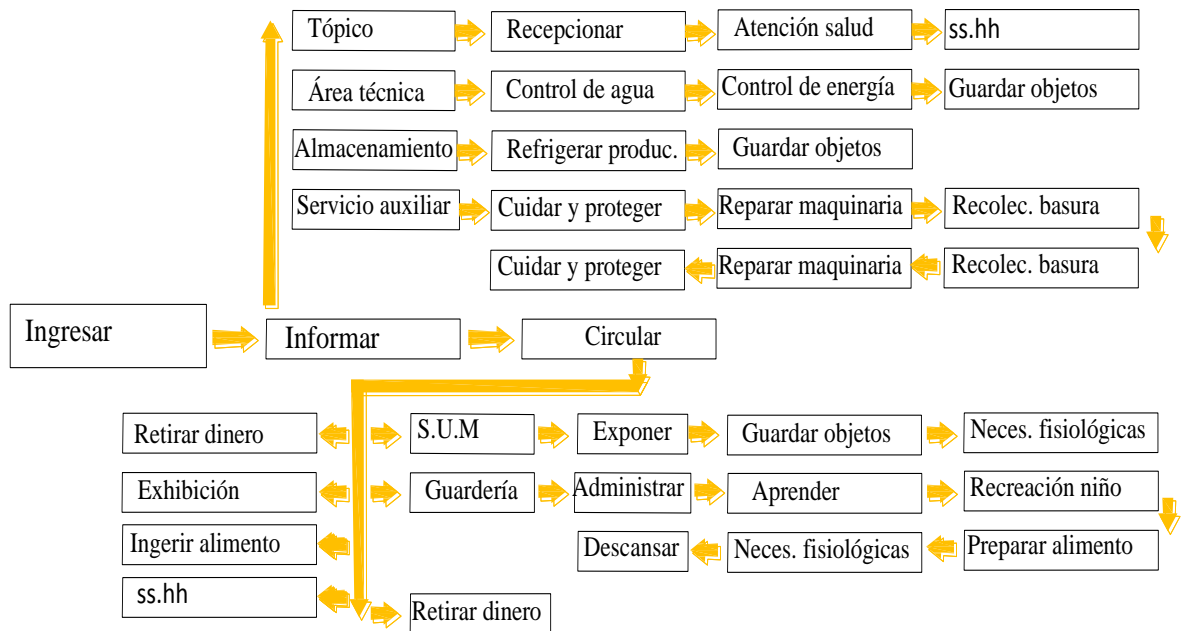 Tópico
Recepcionar
Atención salud
ss.hh
Área técnica
Control de agua
Control de energía
Guardar objetos
Almacenamiento
Refrigerar produc.
Guardar objetos
Servicio auxiliar
Cuidar y proteger
Reparar maquinaria
Recolec. basura
Cuidar y proteger
Reparar maquinaria
Recolec. basura
Ingresar
Informar
Circular
Retirar dinero
S.U.M
Exponer
Guardar objetos
Neces. fisiológicas
Exhibición
Guardería
Administrar
Aprender
Recreación niño
Ingerir alimento
Descansar
Neces. fisiológicas
Preparar alimento
ss.hh
Retirar dinero